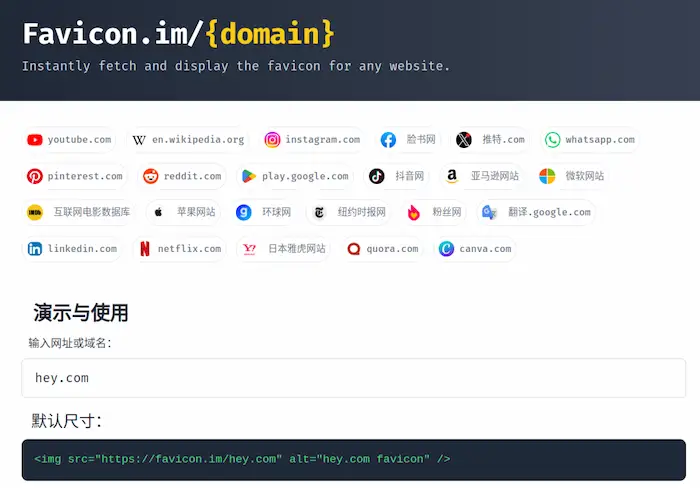 Favicon.im/{domain}
Instantly fetch and display the favicon for any website.
youtube.com en.wikipedia.org instagram.com 脸书网 推特.com whatsapp.com
pinterest.com reddit.com play.google.com 抖音网 亚马逊网站 微软网站
互联网电影数据库 苹果网站 环球网 纽约时报网 粉丝网 翻译.google.com
linkedin.com netflix.com 日本雅虎网站 quora.com canva.com
演示与使用
输入网址或域名:
hey.com
默认尺寸:
<img src="https://favicon.im/hey.com" alt="hey.com favicon" />